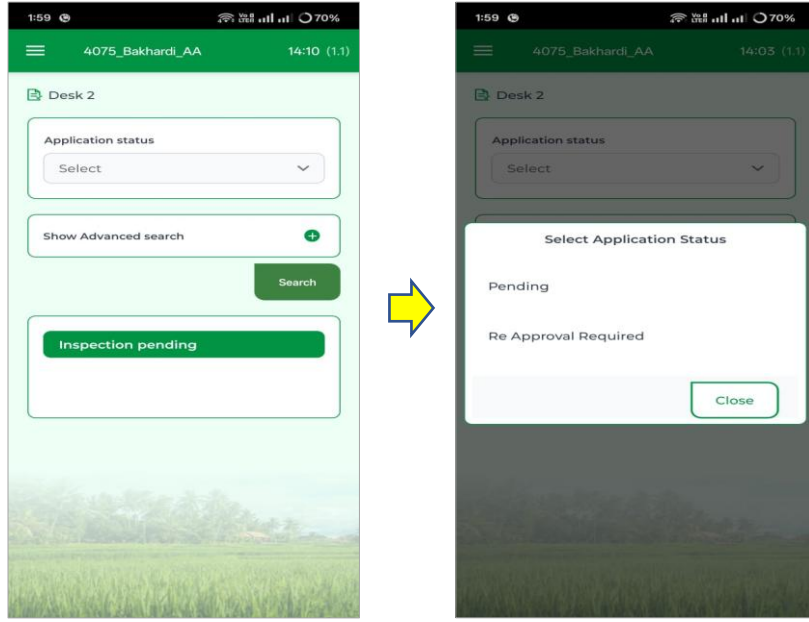 1:59 70%
4075_Bakhardi_AA 14:10 (1.1)
Desk 2
Application status
Select
Show Advanced search
Search
Inspection pending
1:59 70%
4075_Bakhardi_AA 14:03 (1.1)
Desk 2
Application status
Select
Select Application Status
Pending
Re Approval Required
Close